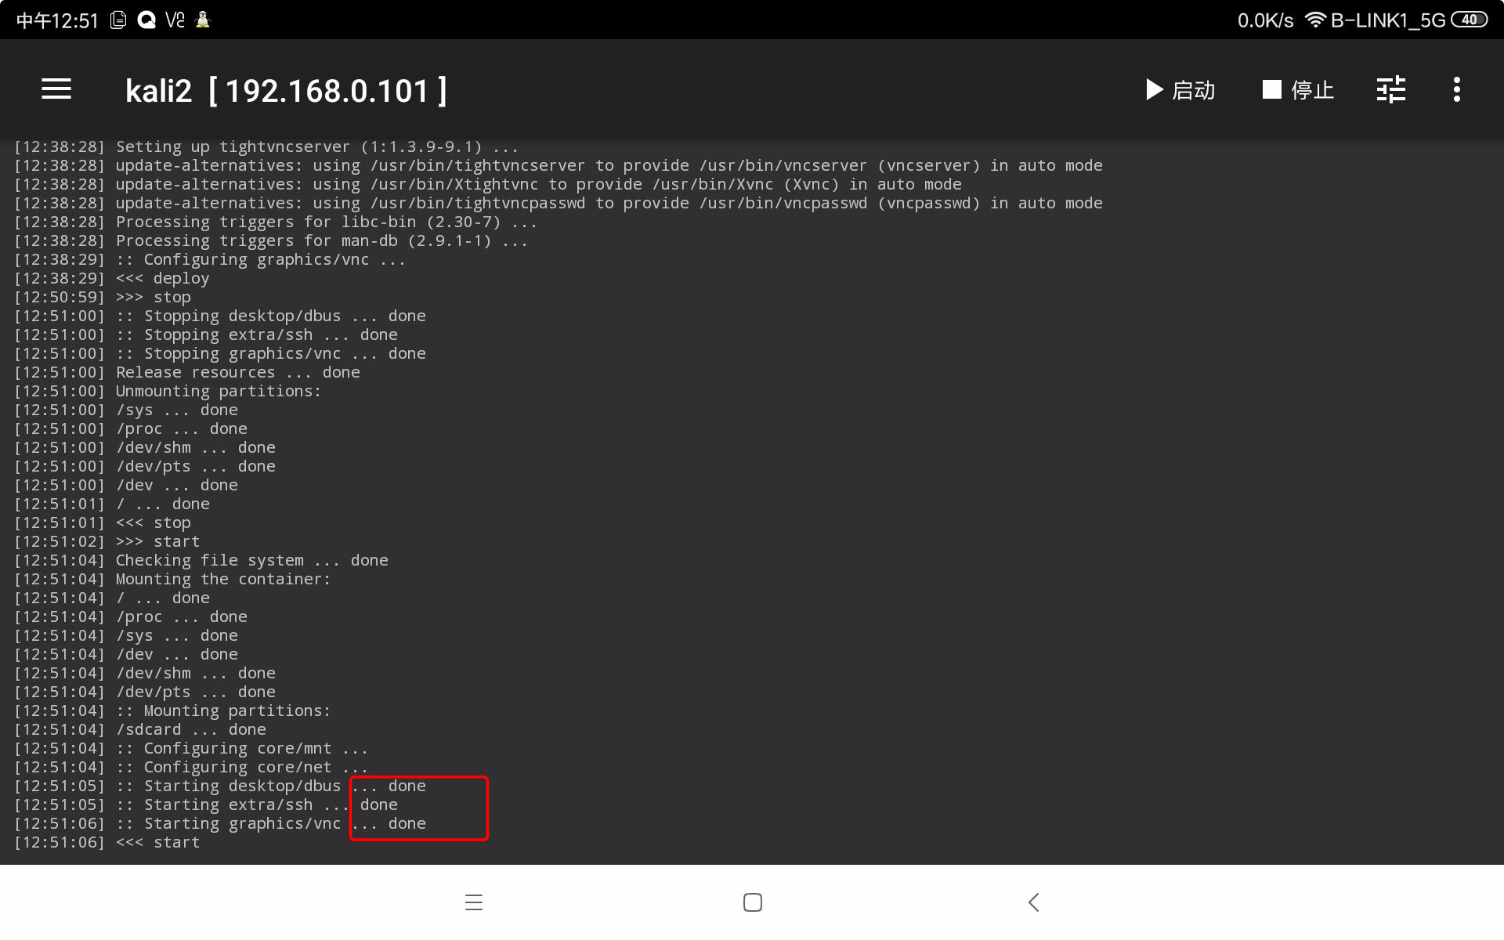 中午12:51 0.0K/s B-LINK1_5G 40
kali2 [ 192.168.0.101 ] 启动 停止
[12:38:28] Setting up tightvncserver (1:1.3.9-9.1) ...
[12:38:28] update-alternatives: using /usr/bin/tightvncserver to provide /usr/bin/vncserver (vncserver) in auto mode
[12:38:28] update-alternatives: using /usr/bin/Xtightvnc to provide /usr/bin/Xvnc (Xvnc) in auto mode
[12:38:28] update-alternatives: using /usr/bin/tightvncpasswd to provide /usr/bin/vncpasswd (vncpasswd) in auto mode
[12:38:28] Processing triggers for libc-bin (2.30-7) ...
[12:38:28] Processing triggers for man-db (2.9.1-1) ...
[12:38:29] :: Configuring graphics/vnc ...
[12:38:29] <<< deploy
[12:50:59] >>> stop
[12:51:00] :: Stopping desktop/dbus ... done
[12:51:00] :: Stopping extra/ssh ... done
[12:51:00] :: Stopping graphics/vnc ... done
[12:51:00] Release resources ... done
[12:51:00] Unmounting partitions:
[12:51:00] /sys ... done
[12:51:00] /proc ... done
[12:51:00] /dev/shm ... done
[12:51:00] /dev/pts ... done
[12:51:00] /dev ... done
[12:51:01] / ... done
[12:51:01] <<< stop
[12:51:02] >>> start
[12:51:04] Checking file system ... done
[12:51:04] Mounting the container:
[12:51:04] / ... done
[12:51:04] /proc ... done
[12:51:04] /sys ... done
[12:51:04] /dev ... done
[12:51:04] /dev/shm ... done
[12:51:04] /dev/pts ... done
[12:51:04] :: Mounting partitions:
[12:51:04] /sdcard ... done
[12:51:04] :: Configuring core/mnt ...
[12:51:04] :: Configuring core/net ...
[12:51:05] :: Starting desktop/dbus ... done
[12:51:05] :: Starting extra/ssh ... done
[12:51:06] :: Starting graphics/vnc ... done
[12:51:06] <<< start